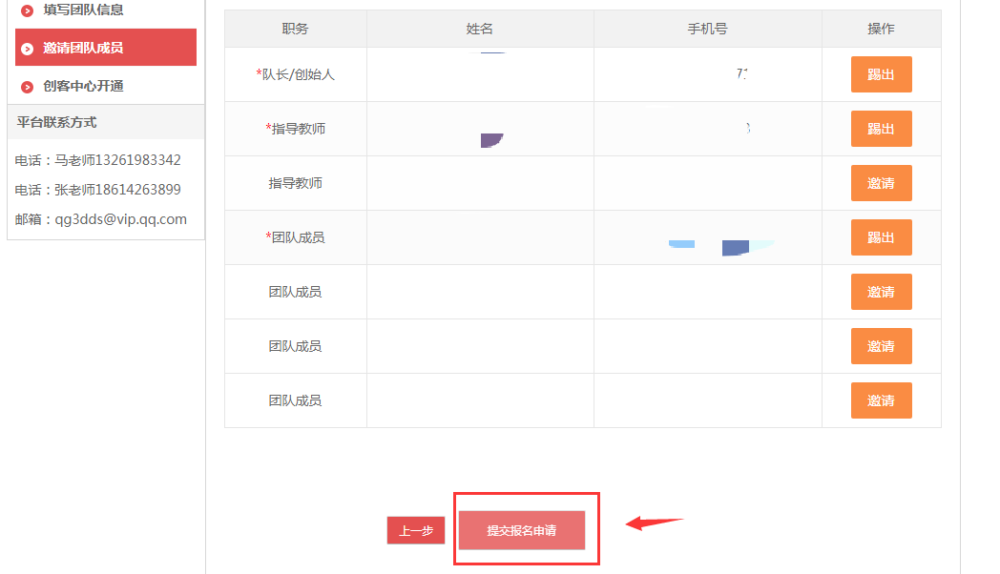 填写团队信息
邀请团队成员
创客中心开通
平台联系方式
电话：马老师13261983342
电话：张老师18614263899
邮箱：qg3dds@vip.qq.com
职务 姓名 手机号 操作
*队长/创始人 踢出
*指导教师 踢出
指导教师 邀请
*团队成员 踢出
团队成员 邀请
团队成员 邀请
团队成员 邀请
上一步 提交报名申请